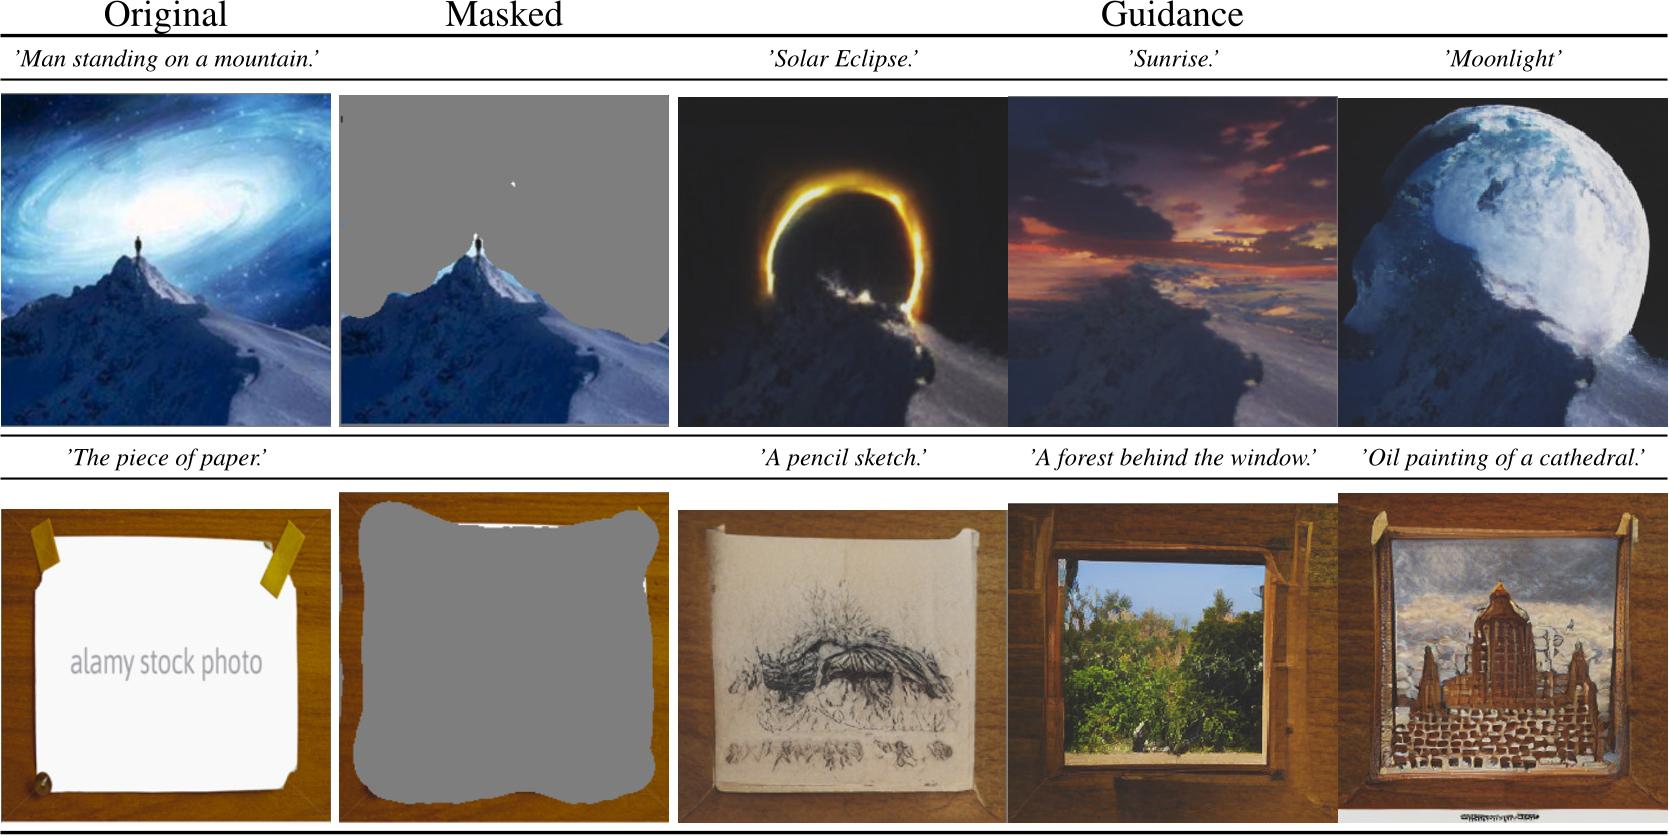 Original Masked Guidance
’Man standing on a mountain.’ ’Solar Eclipse.’ ’Sunrise.’ ’Moonlight’
’The piece of paper.’ ’A pencil sketch.’ ’A forest behind the window.’ ’Oil painting of a cathedral.’
alamy stock photo